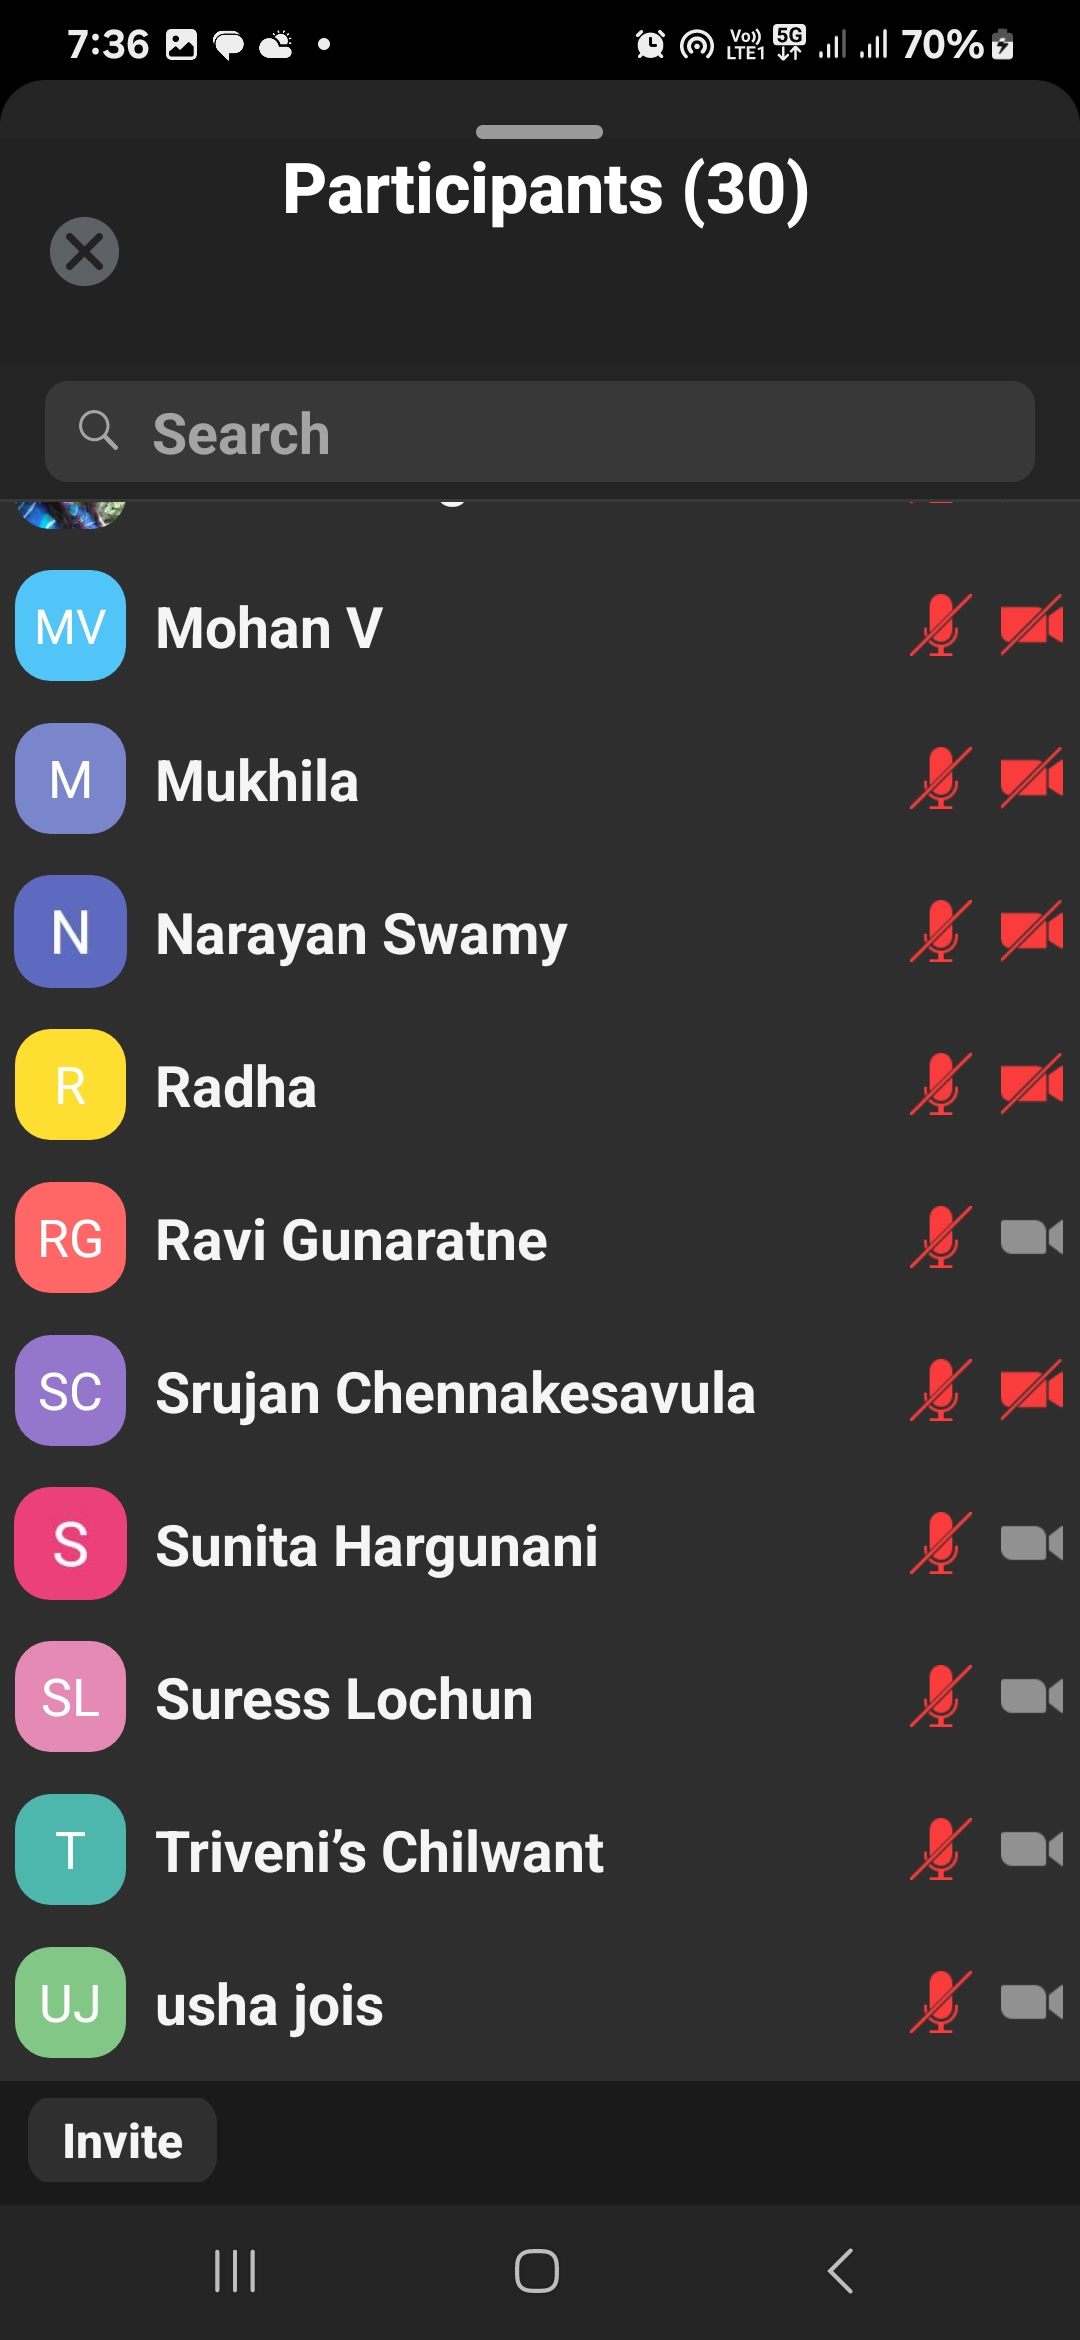 7:36 Vo)) LTE1 5G 70%
Participants (30)
Search
MV Mohan V
M Mukhila
N Narayan Swamy
R Radha
RG Ravi Gunaratne
SC Srujan Chennakesavula
S Sunita Hargunani
SL Suress Lochun
T Triveni’s Chilwant
UJ usha jois
Invite